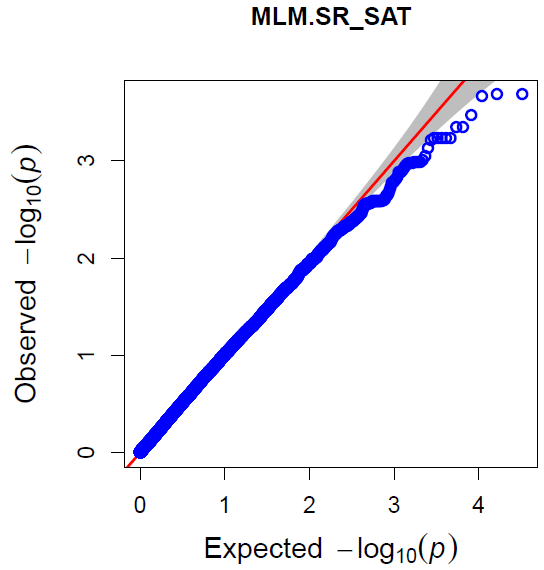 MLM.SR_SAT
Observed −log₁₀(p)
3
2
1
0
0 1 2 3 4
Expected −log₁₀(p)